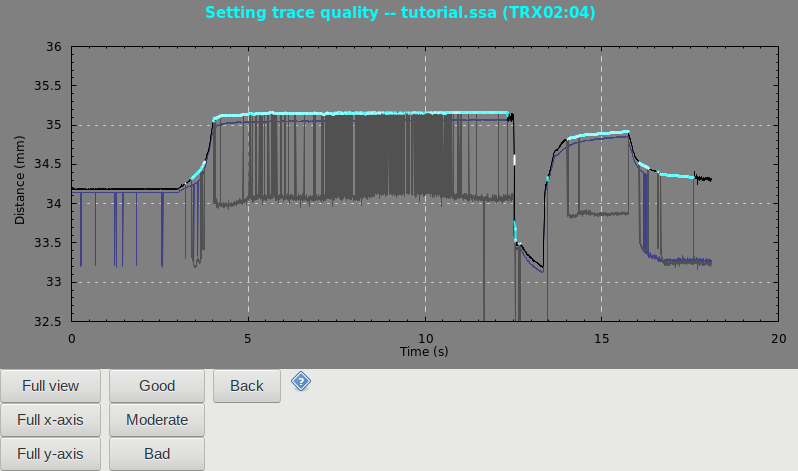 Setting trace quality -- tutorial.ssa (TRX02:04)
36
35.5
35
34.5
34
33.5
33
32.5
Distance (mm)
0 5 10 15 20
Time (s)
Full view Good Back ?
Full x-axis Moderate
Full y-axis Bad